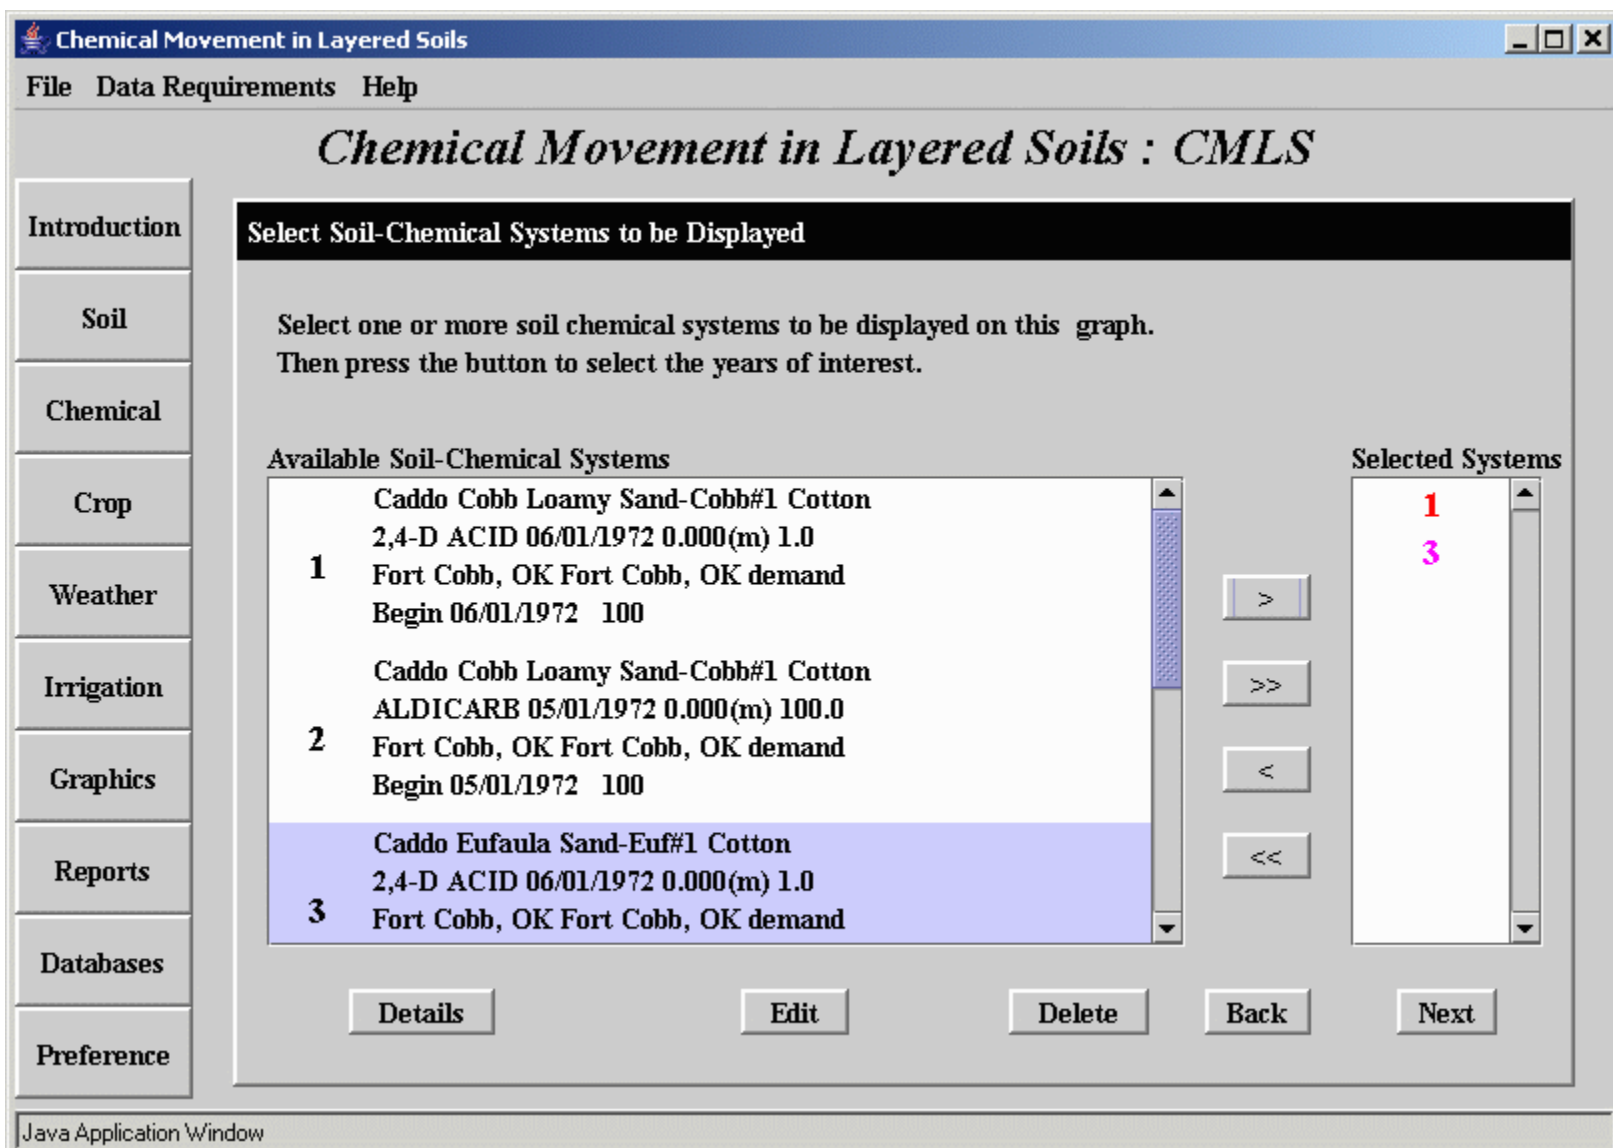 Chemical Movement in Layered Soils
File Data Requirements Help
Chemical Movement in Layered Soils : CMLS
Introduction
Soil
Chemical
Crop
Weather
Irrigation
Graphics
Reports
Databases
Preference
Select Soil-Chemical Systems to be Displayed
Select one or more soil chemical systems to be displayed on this graph.
Then press the button to select the years of interest.
Available Soil-Chemical Systems
1
Caddo Cobb Loamy Sand-Cobb#1 Cotton
2,4-D ACID 06/01/1972 0.000(m) 1.0
Fort Cobb, OK Fort Cobb, OK demand
Begin 06/01/1972 100
2
Caddo Cobb Loamy Sand-Cobb#1 Cotton
ALDICARB 05/01/1972 0.000(m) 100.0
Fort Cobb, OK Fort Cobb, OK demand
Begin 05/01/1972 100
3
Caddo Eufaula Sand-Euf#1 Cotton
2,4-D ACID 06/01/1972 0.000(m) 1.0
Fort Cobb, OK Fort Cobb, OK demand
>
>>
<
<<
Selected Systems
1
3
Details
Edit
Delete
Back
Next
Java Application Window